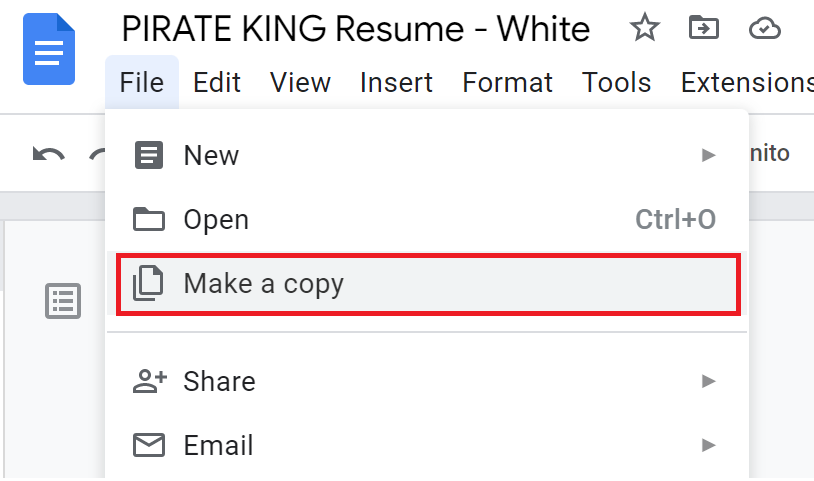 PIRATE KING Resume - White
File Edit View Insert Format Tools Extensions
New
nito
Open Ctrl+O
Make a copy
Share
Email